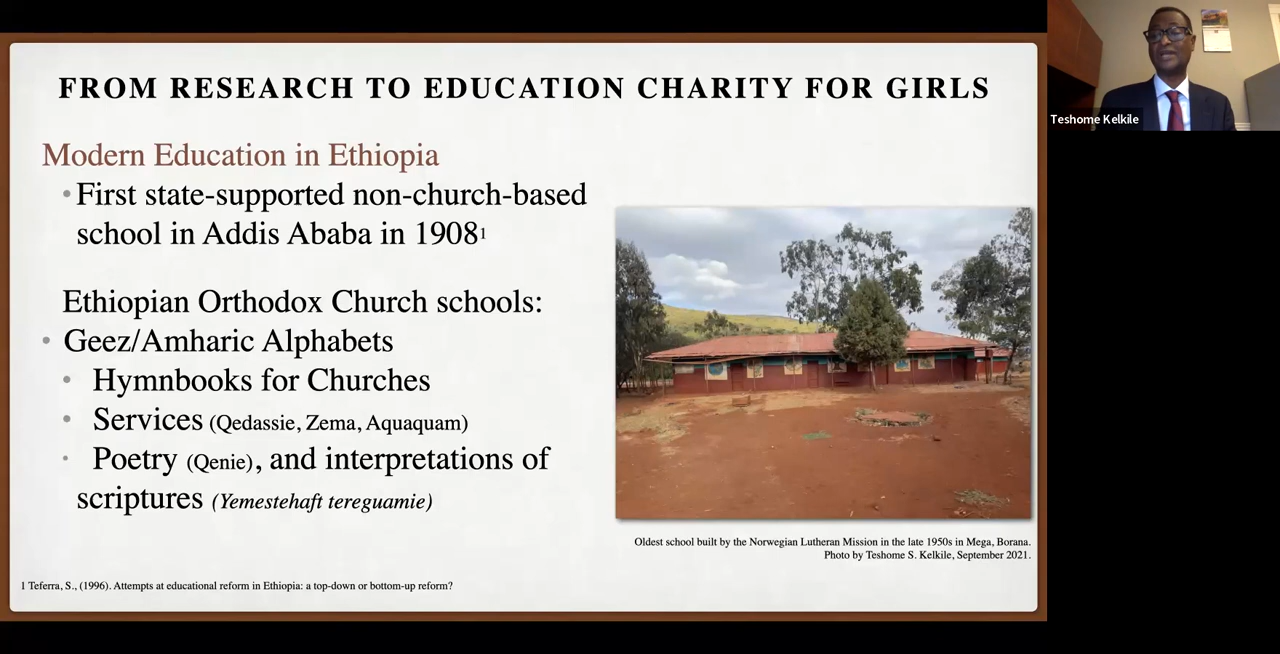 FROM RESEARCH TO EDUCATION CHARITY FOR GIRLS
Modern Education in Ethiopia
•First state-supported non-church-based
school in Addis Ababa in 1908¹
Ethiopian Orthodox Church schools:
• Geez/Amharic Alphabets
• Hymnbooks for Churches
• Services (Qedassie, Zema, Aquaquam)
• Poetry (Qenie), and interpretations of
scriptures (Yemestehaft tereguamie)
Oldest school built by the Norwegian Lutheran Mission in the late 1950s in Mega, Borana.
Photo by Teshome S. Kelkile, September 2021.
1 Teferra, S., (1996). Attempts at educational reform in Ethiopia: a top-down or bottom-up reform?
Teshome Kelkile